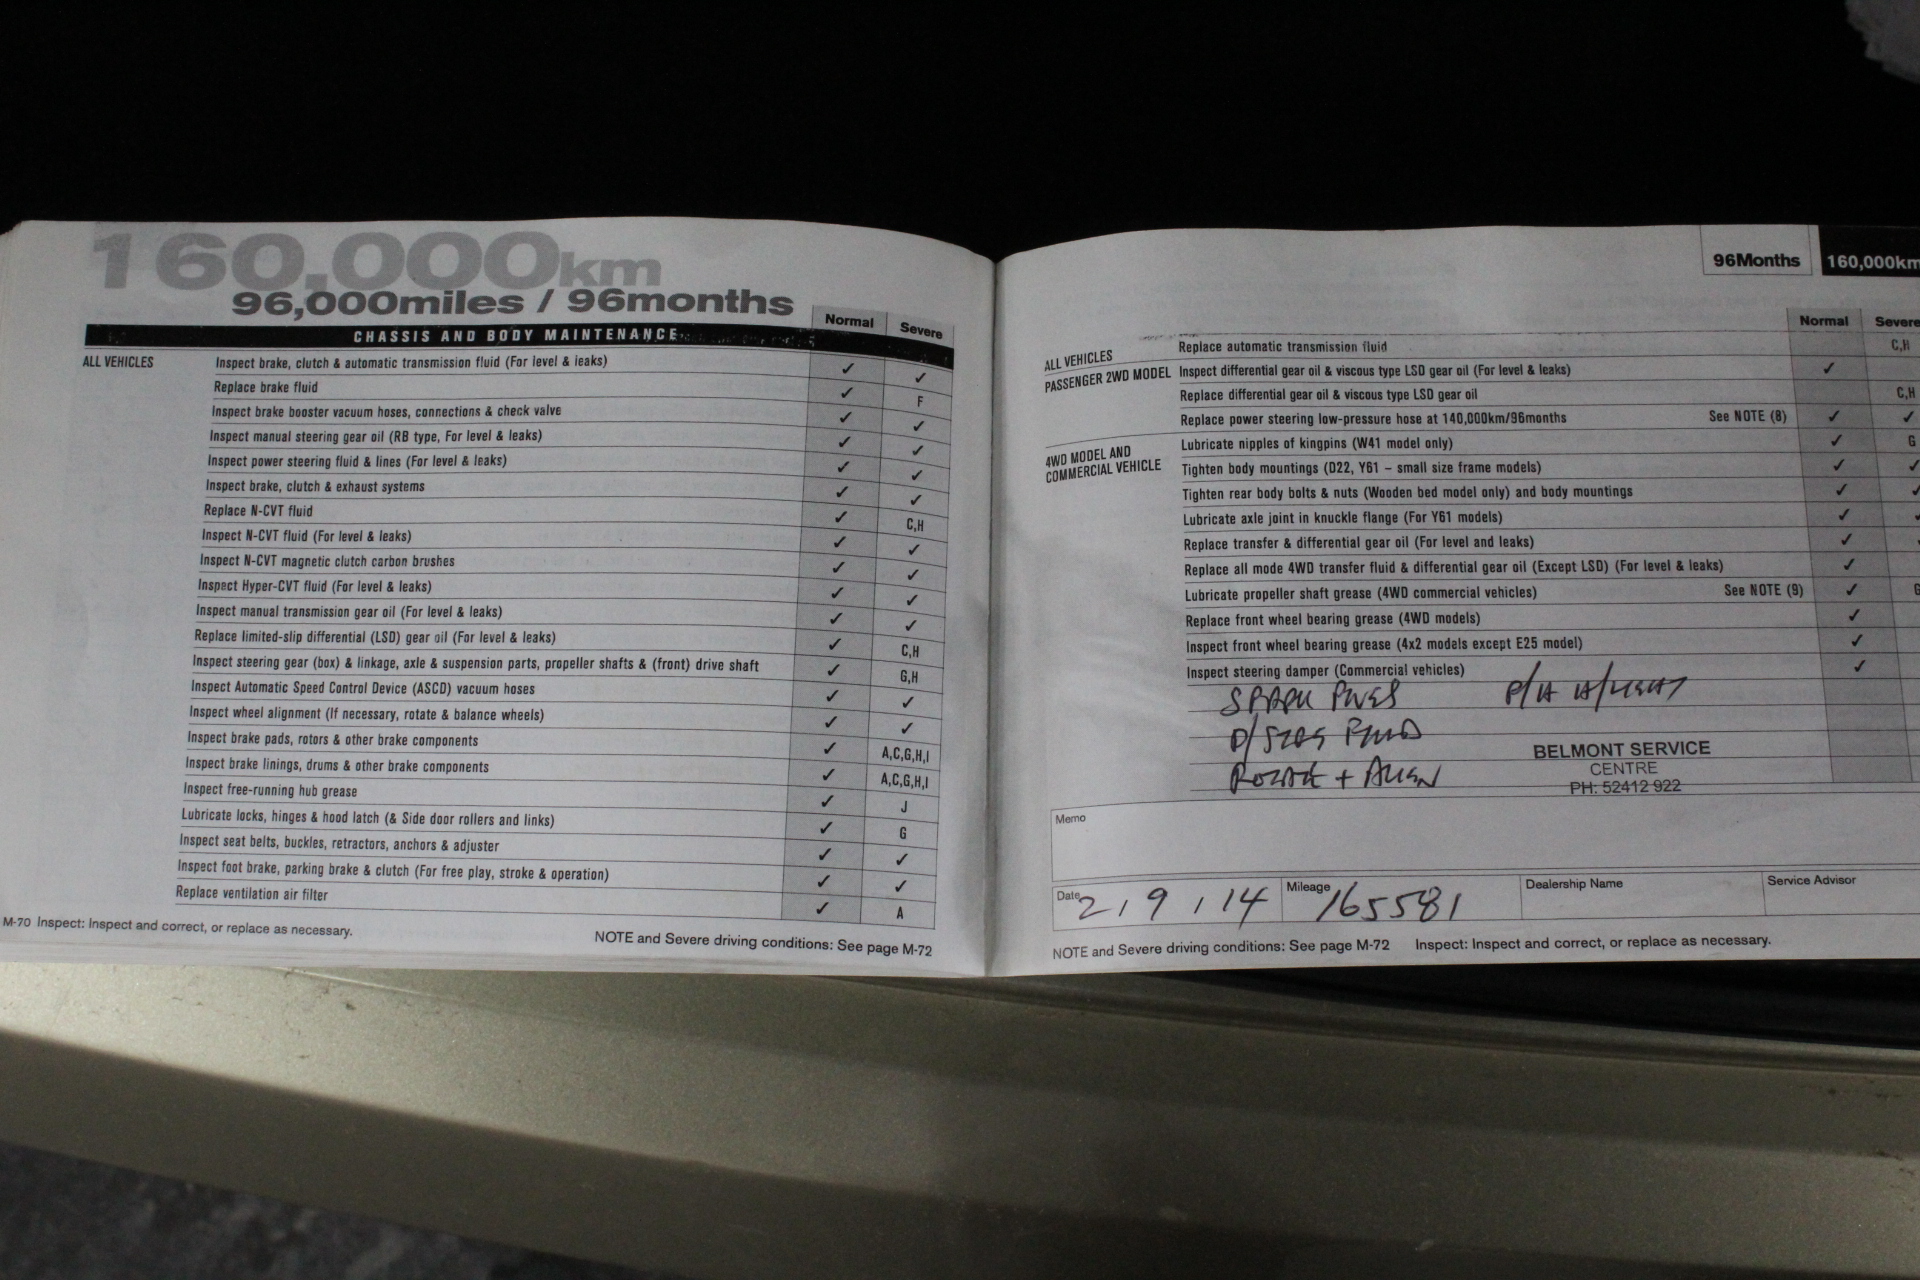 160,000km
96,000miles / 96months
Normal Severe
CHASSIS AND BODY MAINTENANCE
ALL VEHICLES Inspect brake, clutch & automatic transmission fluid (For level & leaks) ✓ ✓
Replace brake fluid ✓ F
Inspect brake booster vacuum hoses, connections & check valve ✓ ✓
Inspect manual steering gear oil (RB type, For level & leaks) ✓ ✓
Inspect power steering fluid & lines (For level & leaks) ✓ ✓
Inspect brake, clutch & exhaust systems ✓ ✓
Replace N-CVT fluid ✓ C,H
Inspect N-CVT fluid (For level & leaks) ✓ ✓
Inspect N-CVT magnetic clutch carbon brushes ✓ ✓
Inspect Hyper-CVT fluid (For level & leaks) ✓ ✓
Inspect manual transmission gear oil (For level & leaks) ✓ ✓
Replace limited-slip differential (LSD) gear oil (For level & leaks) ✓ C,H
Inspect steering gear (box) & linkage, axle & suspension parts, propeller shafts & (front) drive shaft ✓ G,H
Inspect Automatic Speed Control Device (ASCD) vacuum hoses ✓ ✓
Inspect wheel alignment (If necessary, rotate & balance wheels) ✓ ✓
Inspect brake pads, rotors & other brake components ✓ A,C,G,H,I
Inspect brake linings, drums & other brake components ✓ A,C,G,H,I
Inspect free-running hub grease ✓ J
Lubricate locks, hinges & hood latch (& Side door rollers and links) ✓ G
Inspect seat belts, buckles, retractors, anchors & adjuster ✓ ✓
Inspect foot brake, parking brake & clutch (For free play, stroke & operation) ✓ ✓
Replace ventilation air filter ✓ A
M-70 Inspect: Inspect and correct, or replace as necessary.
NOTE and Severe driving conditions: See page M-72
96Months 160,000km
Normal Severe
ALL VEHICLES Replace automatic transmission fluid C,H
PASSENGER 2WD MODEL Inspect differential gear oil & viscous type LSD gear oil (For level & leaks) ✓
Replace differential gear oil & viscous type LSD gear oil C,H
Replace power steering low-pressure hose at 140,000km/96months See NOTE (8) ✓ ✓
4WD MODEL AND COMMERCIAL VEHICLE Lubricate nipples of kingpins (W41 model only) ✓ G
Tighten body mountings (D22, Y61 – small size frame models) ✓ ✓
Tighten rear body bolts & nuts (Wooden bed model only) and body mountings ✓ ✓
Lubricate axle joint in knuckle flange (For Y61 models) ✓ ✓
Replace transfer & differential gear oil (For level and leaks) ✓
Replace all mode 4WD transfer fluid & differential gear oil (Except LSD) (For level & leaks) ✓
Lubricate propeller shaft grease (4WD commercial vehicles) See NOTE (9) ✓ G
Replace front wheel bearing grease (4WD models) ✓
Inspect front wheel bearing grease (4x2 models except E25 model) ✓
Inspect steering damper (Commercial vehicles) ✓
SPARK PLUGS P/H H/LIGHT
FLUID
ROTATE + ALIGN
BELMONT SERVICE
CENTRE
PH: 52412 922
Memo
Date 2 / 9 / 14 Mileage 165581 Dealership Name Service Advisor
NOTE and Severe driving conditions: See page M-72 Inspect: Inspect and correct, or replace as necessary.